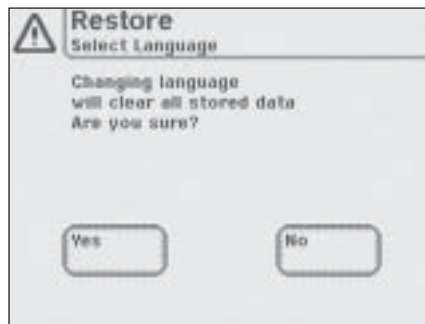 Restore
Select Language
Changing language
will clear all stored data
Are you sure?
Yes
No